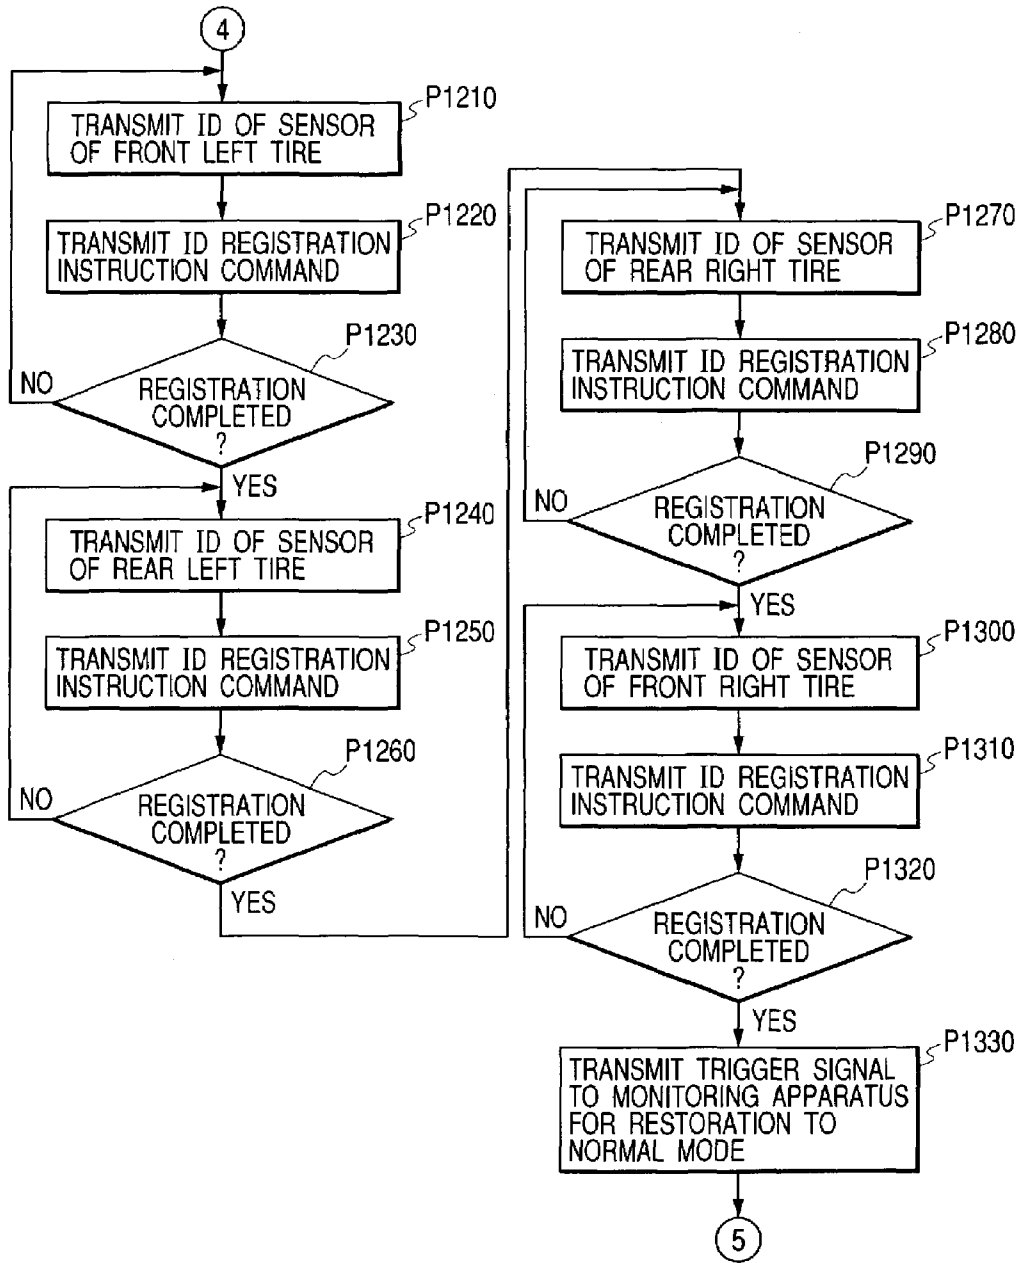 4
P1210
TRANSMIT ID OF SENSOR
OF FRONT LEFT TIRE
P1220
TRANSMIT ID REGISTRATION
INSTRUCTION COMMAND
P1230
NO
REGISTRATION
COMPLETED
?
YES
P1240
TRANSMIT ID OF SENSOR
OF REAR LEFT TIRE
P1250
TRANSMIT ID REGISTRATION
INSTRUCTION COMMAND
P1260
NO
REGISTRATION
COMPLETED
?
YES
P1270
TRANSMIT ID OF SENSOR
OF REAR RIGHT TIRE
P1280
TRANSMIT ID REGISTRATION
INSTRUCTION COMMAND
P1290
NO
REGISTRATION
COMPLETED
?
YES
P1300
TRANSMIT ID OF SENSOR
OF FRONT RIGHT TIRE
P1310
TRANSMIT ID REGISTRATION
INSTRUCTION COMMAND
P1320
NO
REGISTRATION
COMPLETED
?
YES
P1330
TRANSMIT TRIGGER SIGNAL
TO MONITORING APPARATUS
FOR RESTORATION TO
NORMAL MODE
5